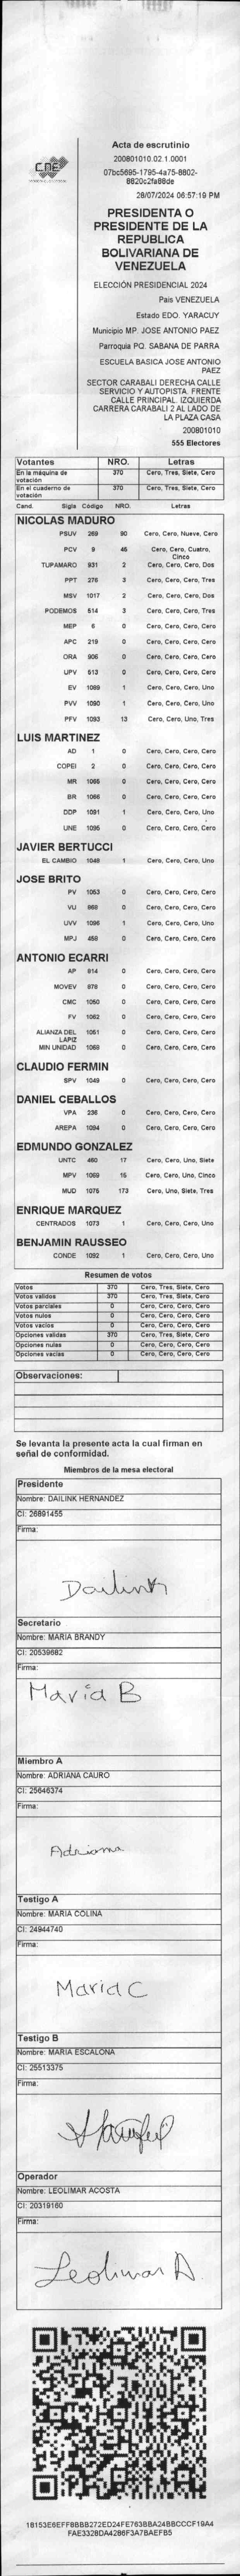 CNE
Acta de escrutinio
200801010.02.1.0001
07bc5695-1795-4a75-8802-
8820c2fa86de
28/07/2024 06:57:19 PM
PRESIDENTA O
PRESIDENTE DE LA
REPUBLICA
BOLIVARIANA DE
VENEZUELA
ELECCIÓN PRESIDENCIAL 2024
Pais VENEZUELA
Estado EDO. YARACUY
Municipio MP. JOSE ANTONIO PAEZ
Parroquia PQ. SABANA DE PARRA
ESCUELA BASICA JOSE ANTONIO
PAEZ
SECTOR CARABALI DERECHA CALLE
SERVICIO Y AUTOPISTA. FRENTE
CALLE PRINCIPAL. IZQUIERDA
CARRERA CARABALI 2 AL LADO DE
LA PLAZA CASA
200801010
555 Electores
Votantes NRO. Letras
En la máquina de votación 370 Cero, Tres, Siete, Cero
En el cuaderno de votación 370 Cero, Tres, Siete, Cero
Cand. Sigla Código NRO. Letras
NICOLAS MADURO
PSUV 269 90 Cero, Cero, Nueve, Cero
PCV 9 45 Cero, Cero, Cuatro, Cinco
TUPAMARO 931 2 Cero, Cero, Cero, Dos
PPT 276 3 Cero, Cero, Cero, Tres
MSV 1017 2 Cero, Cero, Cero, Dos
PODEMOS 514 3 Cero, Cero, Cero, Tres
MEP 6 0 Cero, Cero, Cero, Cero
APC 219 0 Cero, Cero, Cero, Cero
ORA 906 0 Cero, Cero, Cero, Cero
UPV 513 0 Cero, Cero, Cero, Cero
EV 1089 1 Cero, Cero, Cero, Uno
PVV 1090 1 Cero, Cero, Cero, Uno
PFV 1093 13 Cero, Cero, Uno, Tres
LUIS MARTINEZ
AD 1 0 Cero, Cero, Cero, Cero
COPEI 2 0 Cero, Cero, Cero, Cero
MR 1065 0 Cero, Cero, Cero, Cero
BR 1066 0 Cero, Cero, Cero, Cero
DDP 1091 1 Cero, Cero, Cero, Uno
UNE 1095 0 Cero, Cero, Cero, Cero
JAVIER BERTUCCI
EL CAMBIO 1048 1 Cero, Cero, Cero, Uno
JOSE BRITO
PV 1053 0 Cero, Cero, Cero, Cero
VU 868 0 Cero, Cero, Cero, Cero
UVV 1096 1 Cero, Cero, Cero, Uno
MPJ 458 0 Cero, Cero, Cero, Cero
ANTONIO ECARRI
AP 914 0 Cero, Cero, Cero, Cero
MOVEV 878 0 Cero, Cero, Cero, Cero
CMC 1050 0 Cero, Cero, Cero, Cero
FV 1062 0 Cero, Cero, Cero, Cero
ALIANZA DEL LAPIZ 1051 0 Cero, Cero, Cero, Cero
MIN UNIDAD 1068 0 Cero, Cero, Cero, Cero
CLAUDIO FERMIN
SPV 1049 0 Cero, Cero, Cero, Cero
DANIEL CEBALLOS
VPA 236 0 Cero, Cero, Cero, Cero
AREPA 1094 0 Cero, Cero, Cero, Cero
EDMUNDO GONZALEZ
UNTC 460 17 Cero, Cero, Uno, Siete
MPV 1069 15 Cero, Cero, Uno, Cinco
MUD 1075 173 Cero, Uno, Siete, Tres
ENRIQUE MARQUEZ
CENTRADOS 1073 1 Cero, Cero, Cero, Uno
BENJAMIN RAUSSEO
CONDE 1092 1 Cero, Cero, Cero, Uno
Resumen de votos
Votos 370 Cero, Tres, Siete, Cero
Votos validos 370 Cero, Tres, Siete, Cero
Votos parciales 0 Cero, Cero, Cero, Cero
Votos nulos 0 Cero, Cero, Cero, Cero
Votos vacios 0 Cero, Cero, Cero, Cero
Opciones validas 370 Cero, Tres, Siete, Cero
Opciones nulas 0 Cero, Cero, Cero, Cero
Opciones vacias 0 Cero, Cero, Cero, Cero
Observaciones:
Se levanta la presente acta la cual firman en
señal de conformidad.
Miembros de la mesa electoral
Presidente
Nombre: DAILINK HERNANDEZ
CI: 26891455
Firma:
Dailink
Secretario
Nombre: MARIA BRANDY
CI: 20539682
Firma:
Maria B
Miembro A
Nombre: ADRIANA CAURO
CI: 25646374
Firma:
Adriana
Testigo A
Nombre: MARIA COLINA
CI: 24944740
Firma:
Maria C
Testigo B
Nombre: MARIA ESCALONA
CI: 25513375
Firma:
Operador
Nombre: LEOLIMAR ACOSTA
CI: 20319160
Firma:
Leolimar A.
18153E6EFF8BBB272ED24FE763BBA24BBCCCF19A4
FAE3328DA4286F3A7BAEFB5